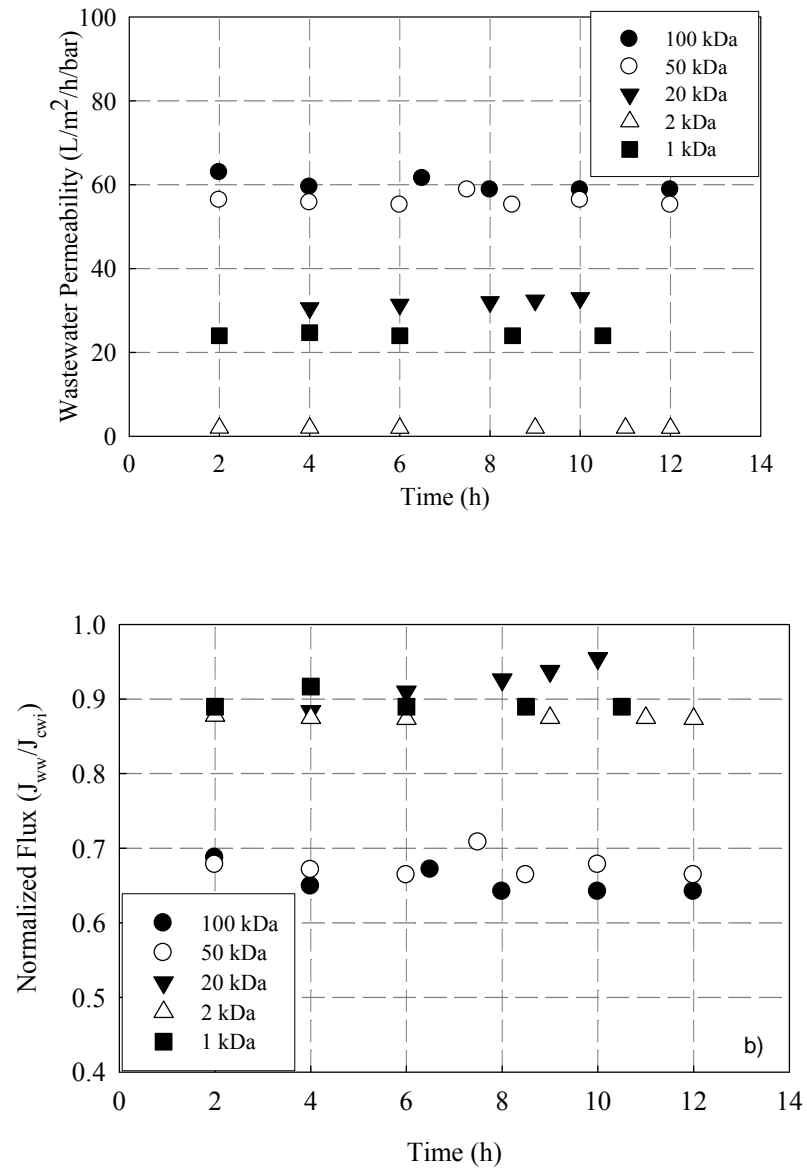 100
80
60
40
20
0
Wastewater Permeability (L/m²/h/bar)
100 kDa
50 kDa
20 kDa
2 kDa
1 kDa
0 2 4 6 8 10 12 14
Time (h)
1.0
0.9
0.8
0.7
0.6
0.5
0.4
Normalized Flux (J_ww/J_cwi)
100 kDa
50 kDa
20 kDa
2 kDa
1 kDa
b)
0 2 4 6 8 10 12 14
Time (h)